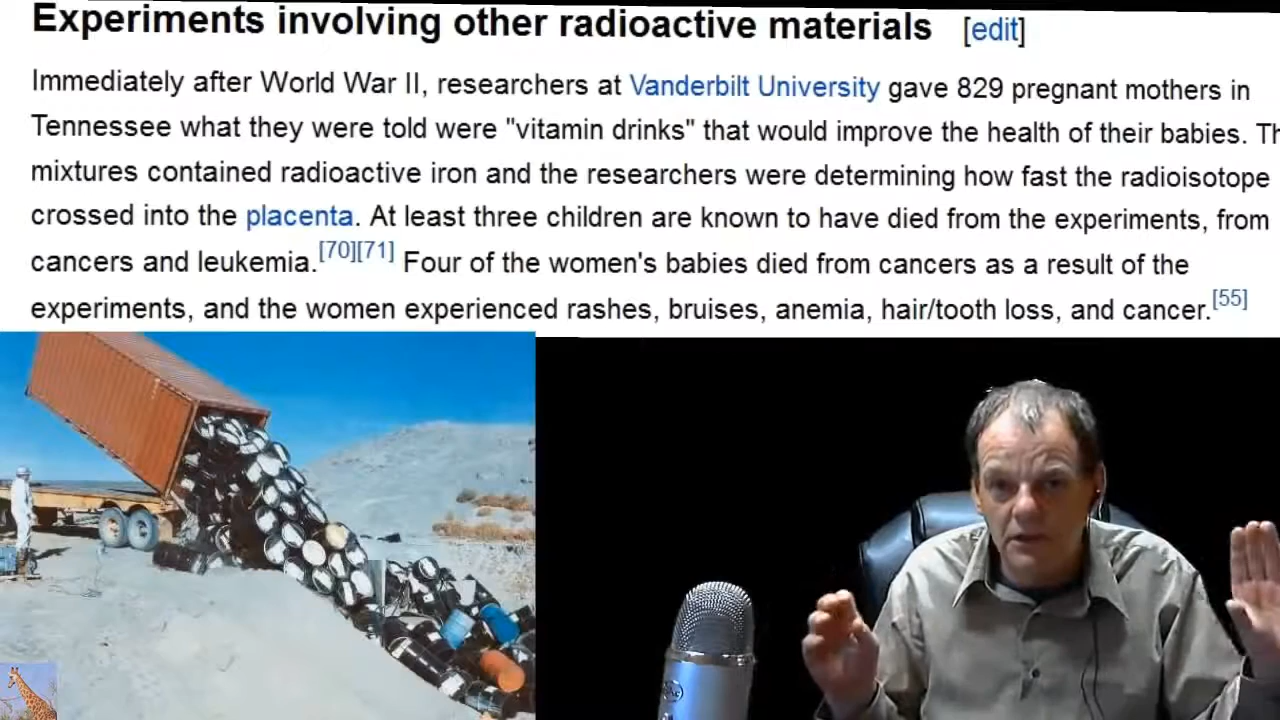 Experiments involving other radioactive materials [edit]
Immediately after World War II, researchers at Vanderbilt University gave 829 pregnant mothers in
Tennessee what they were told were "vitamin drinks" that would improve the health of their babies. Th
mixtures contained radioactive iron and the researchers were determining how fast the radioisotope
crossed into the placenta. At least three children are known to have died from the experiments, from
cancers and leukemia.[70][71] Four of the women's babies died from cancers as a result of the
experiments, and the women experienced rashes, bruises, anemia, hair/tooth loss, and cancer.[55]